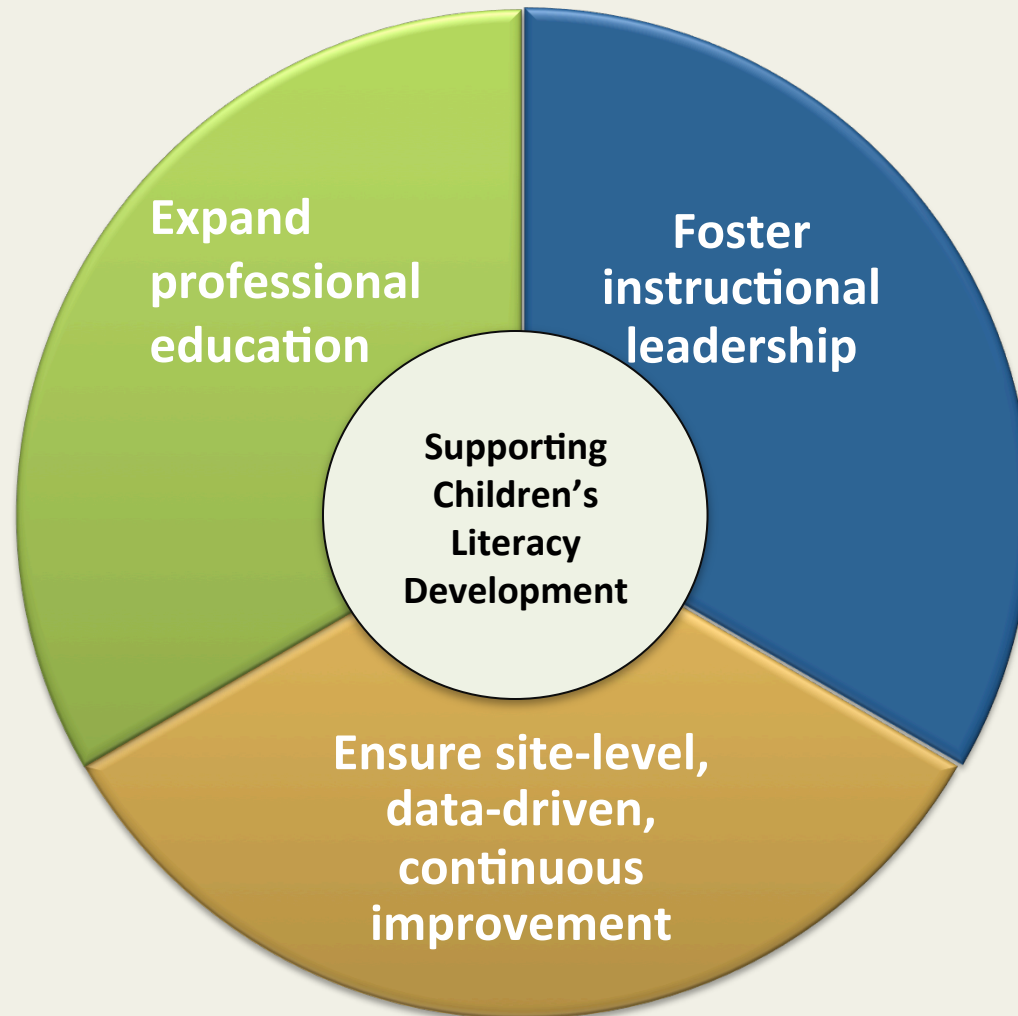 Expand
professional
education
Foster
instructional
leadership
Supporting
Children’s
Literacy
Development
Ensure site-level,
data-driven,
continuous
improvement